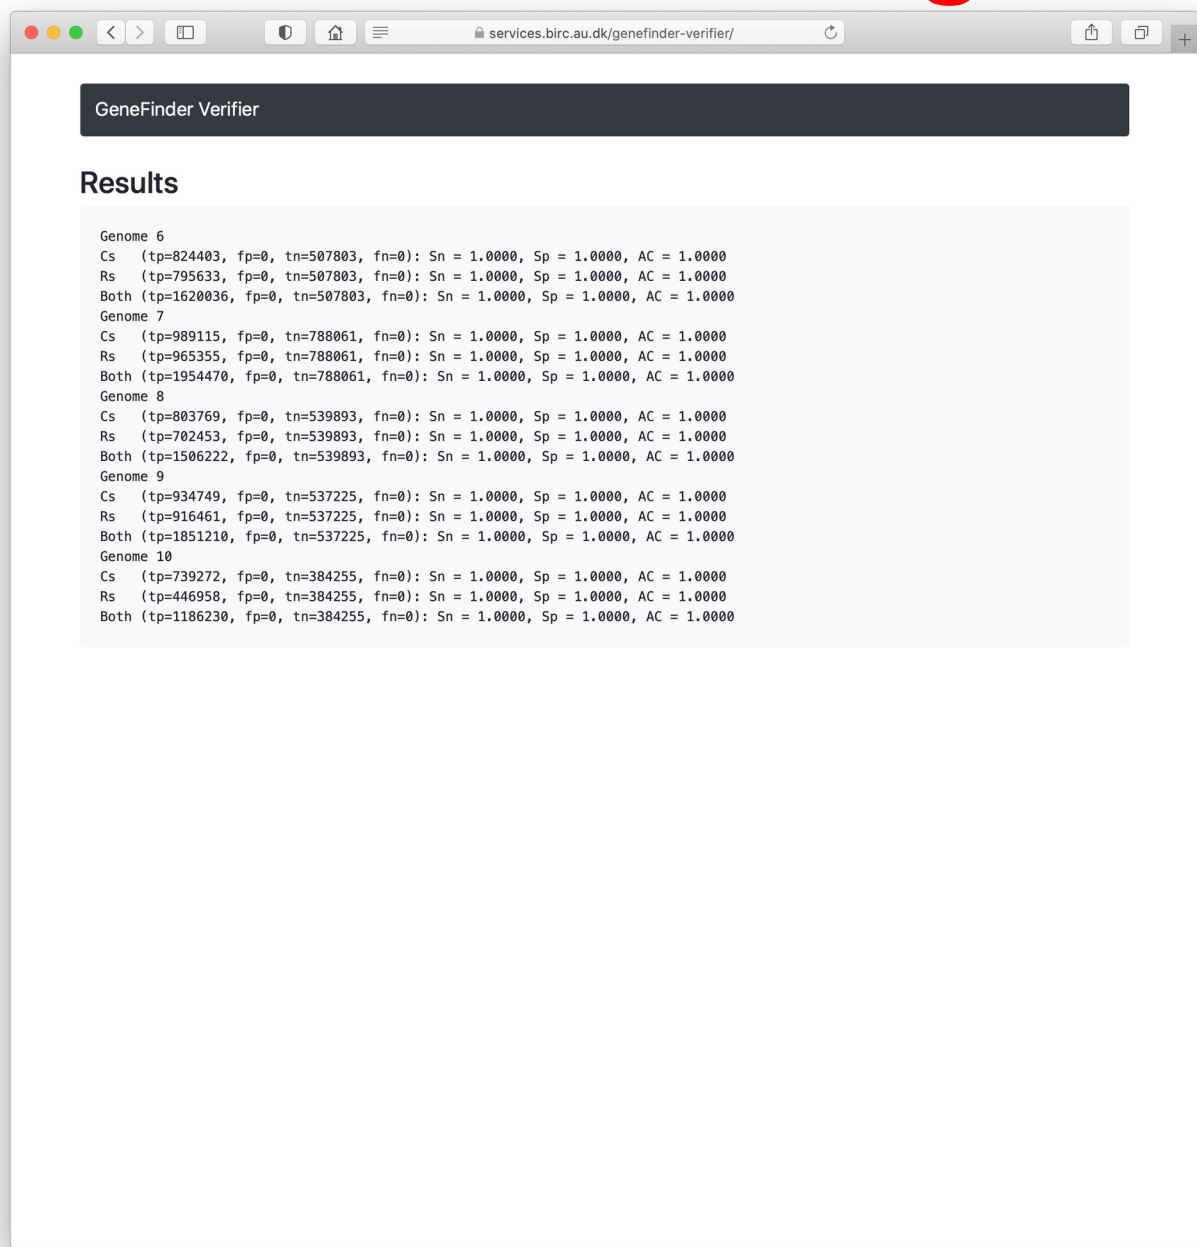 services.birc.au.dk/genefinder-verifier/
GeneFinder Verifier
Results
Genome 6
Cs   (tp=824403, fp=0, tn=507803, fn=0): Sn = 1.0000, Sp = 1.0000, AC = 1.0000
Rs   (tp=795633, fp=0, tn=507803, fn=0): Sn = 1.0000, Sp = 1.0000, AC = 1.0000
Both (tp=1620036, fp=0, tn=507803, fn=0): Sn = 1.0000, Sp = 1.0000, AC = 1.0000
Genome 7
Cs   (tp=989115, fp=0, tn=788061, fn=0): Sn = 1.0000, Sp = 1.0000, AC = 1.0000
Rs   (tp=965355, fp=0, tn=788061, fn=0): Sn = 1.0000, Sp = 1.0000, AC = 1.0000
Both (tp=1954470, fp=0, tn=788061, fn=0): Sn = 1.0000, Sp = 1.0000, AC = 1.0000
Genome 8
Cs   (tp=803769, fp=0, tn=539893, fn=0): Sn = 1.0000, Sp = 1.0000, AC = 1.0000
Rs   (tp=702453, fp=0, tn=539893, fn=0): Sn = 1.0000, Sp = 1.0000, AC = 1.0000
Both (tp=1506222, fp=0, tn=539893, fn=0): Sn = 1.0000, Sp = 1.0000, AC = 1.0000
Genome 9
Cs   (tp=934749, fp=0, tn=537225, fn=0): Sn = 1.0000, Sp = 1.0000, AC = 1.0000
Rs   (tp=916461, fp=0, tn=537225, fn=0): Sn = 1.0000, Sp = 1.0000, AC = 1.0000
Both (tp=1851210, fp=0, tn=537225, fn=0): Sn = 1.0000, Sp = 1.0000, AC = 1.0000
Genome 10
Cs   (tp=739272, fp=0, tn=384255, fn=0): Sn = 1.0000, Sp = 1.0000, AC = 1.0000
Rs   (tp=446958, fp=0, tn=384255, fn=0): Sn = 1.0000, Sp = 1.0000, AC = 1.0000
Both (tp=1186230, fp=0, tn=384255, fn=0): Sn = 1.0000, Sp = 1.0000, AC = 1.0000